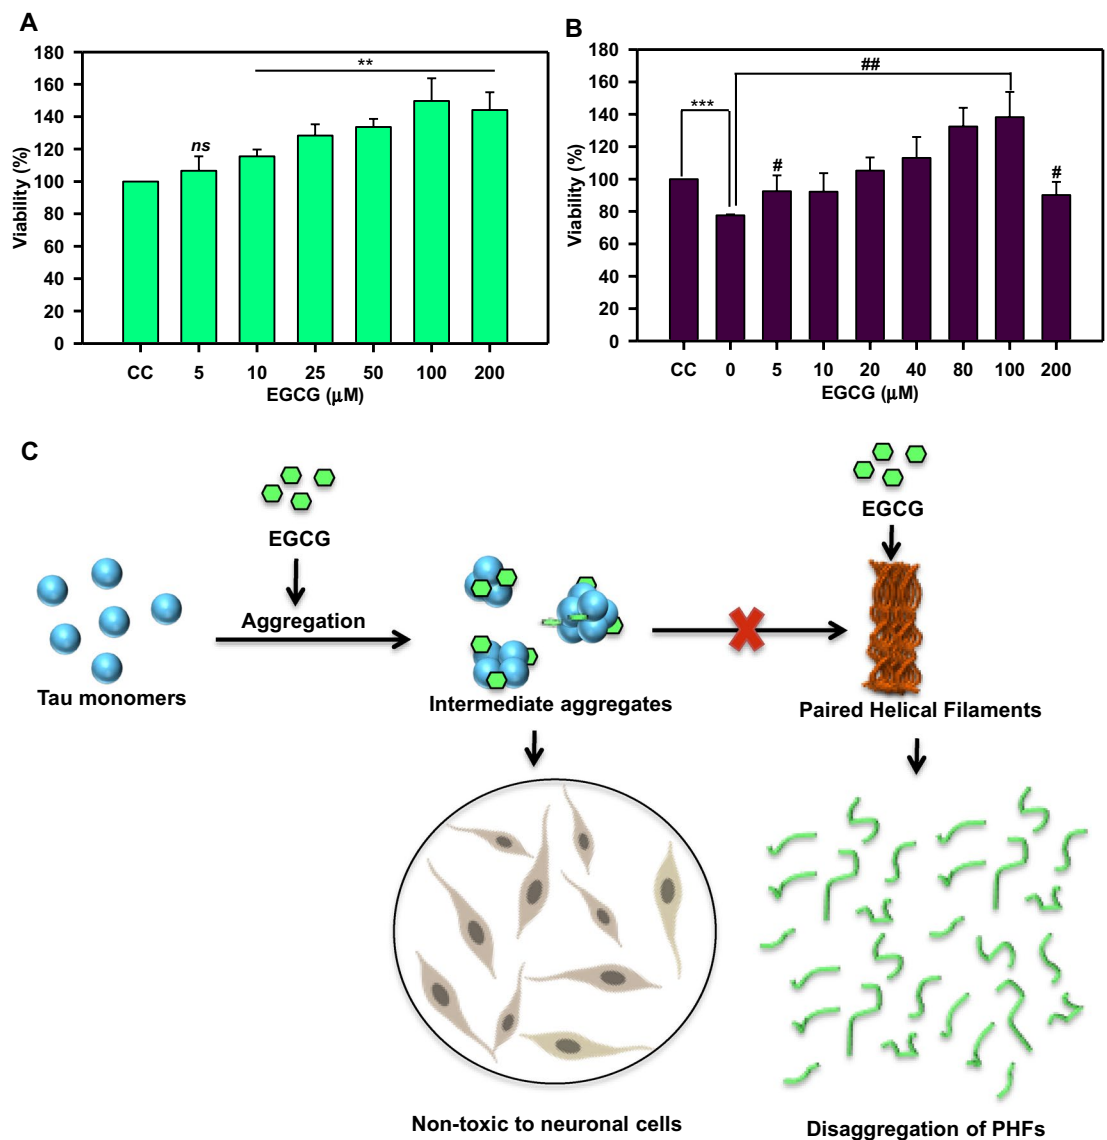 A
180
160
140
120
100
80
60
40
20
0
Viability (%)
ns
**
CC 5 10 25 50 100 200
EGCG (μM)
B
180
160
140
120
100
80
60
40
20
0
Viability (%)
***
##
#
#
CC 0 5 10 20 40 80 100 200
EGCG (μM)
C
EGCG
EGCG
Aggregation
Tau monomers
Intermediate aggregates
Paired Helical Filaments
Non-toxic to neuronal cells
Disaggregation of PHFs